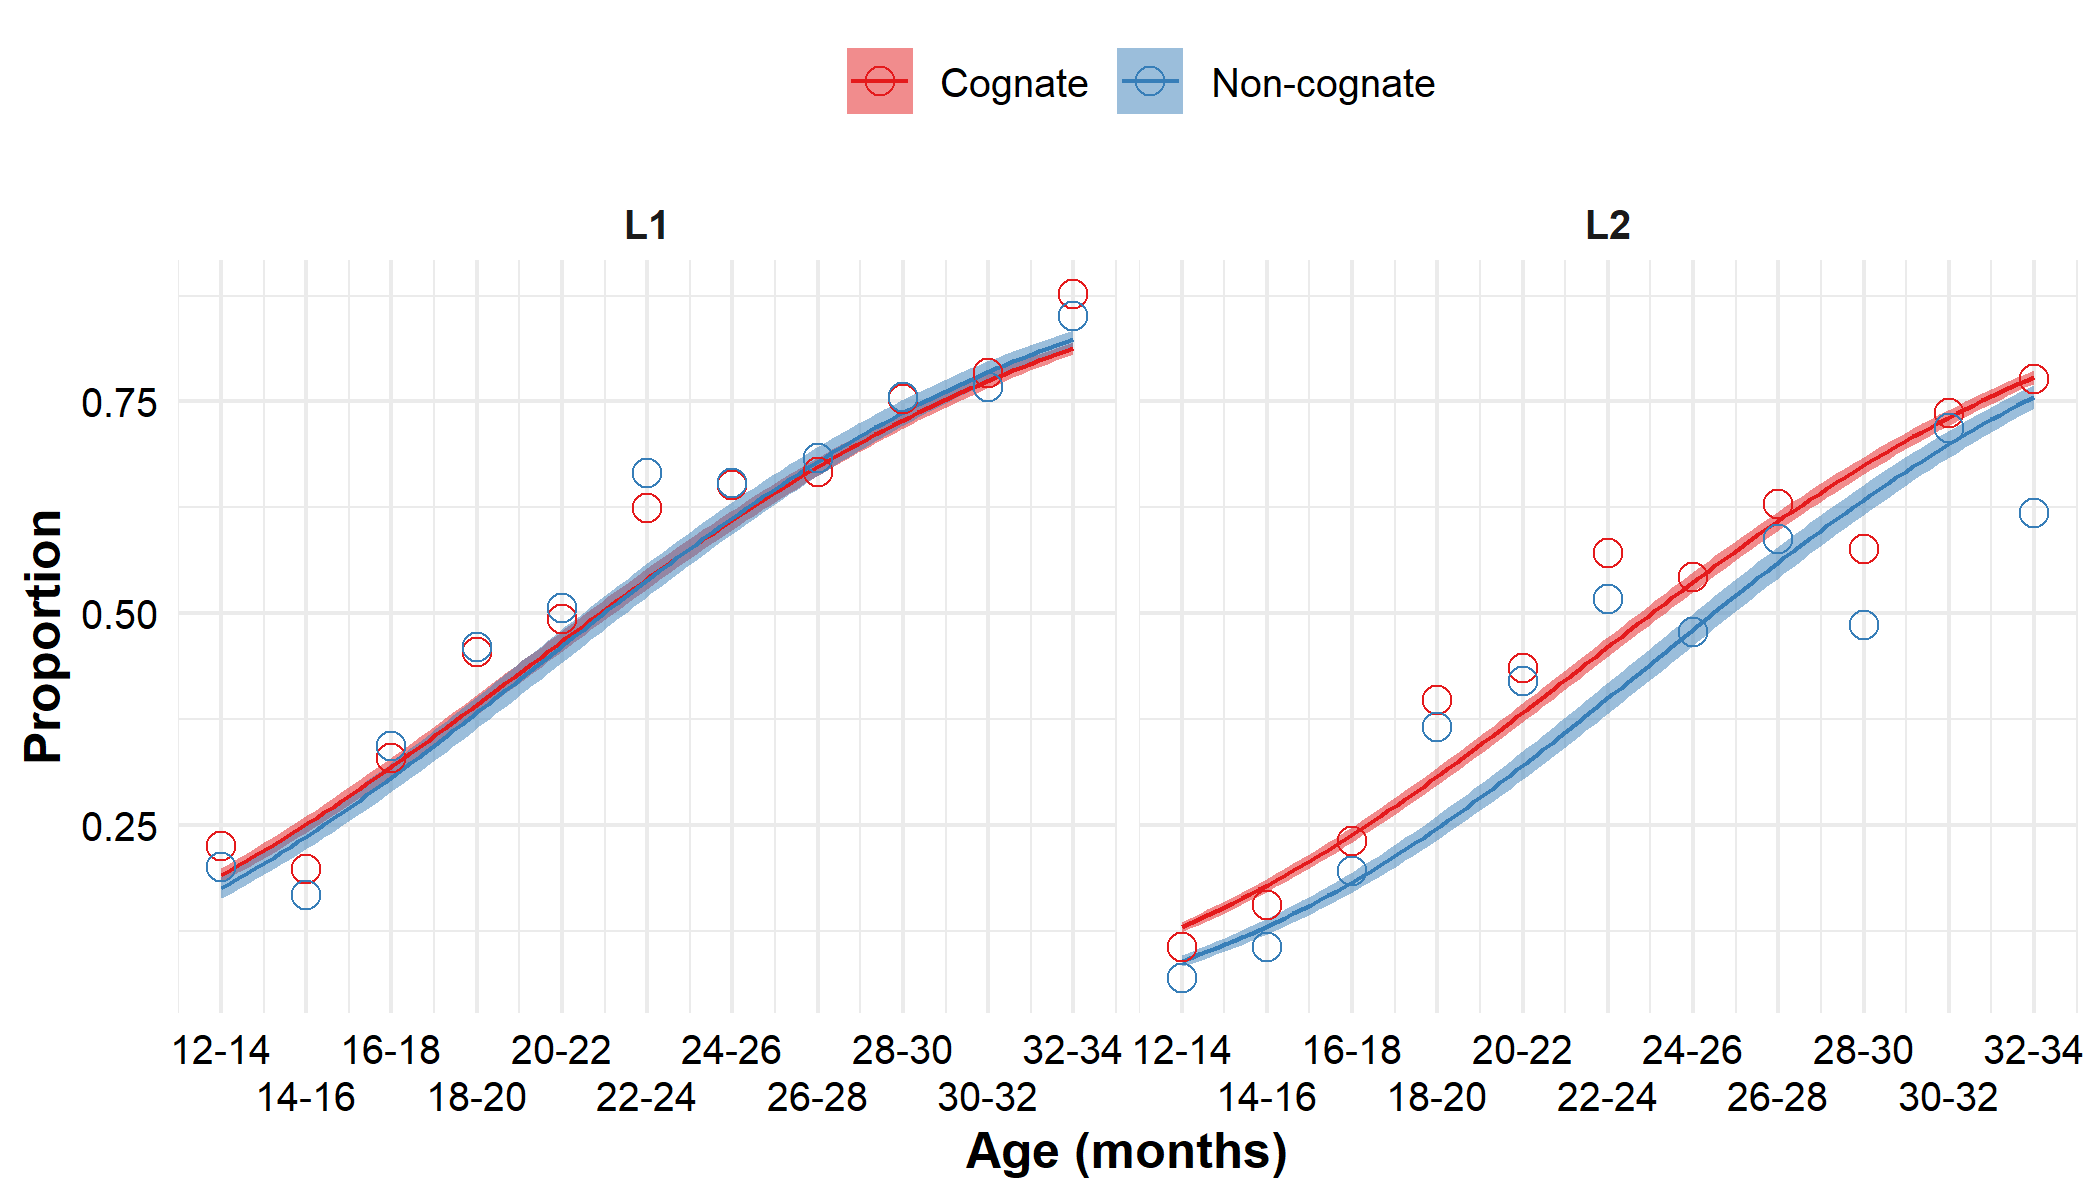 Cognate Non-cognate
L1 L2
0.75
0.50
0.25
Proportion
12-14 16-18 20-22 24-26 28-30 32-34 12-14 16-18 20-22 24-26 28-30 32-34
14-16 18-20 22-24 26-28 30-32 14-16 18-20 22-24 26-28 30-32
Age (months)